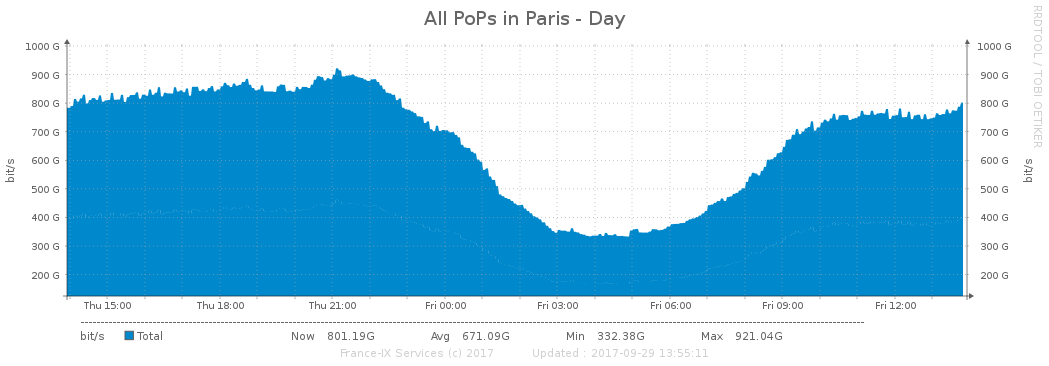 All PoPs in Paris - Day
RRDTOOL / TOBI OETIKER
1000 G 1000 G
900 G 900 G
800 G 800 G
700 G 700 G
600 G 600 G
500 G 500 G
400 G 400 G
300 G 300 G
200 G 200 G
bit/s bit/s
Thu 15:00 Thu 18:00 Thu 21:00 Fri 00:00 Fri 03:00 Fri 06:00 Fri 09:00 Fri 12:00
bit/s Total Now 801.19G Avg 671.09G Min 332.38G Max 921.04G
France-IX Services (c) 2017 Updated : 2017-09-29 13:55:11